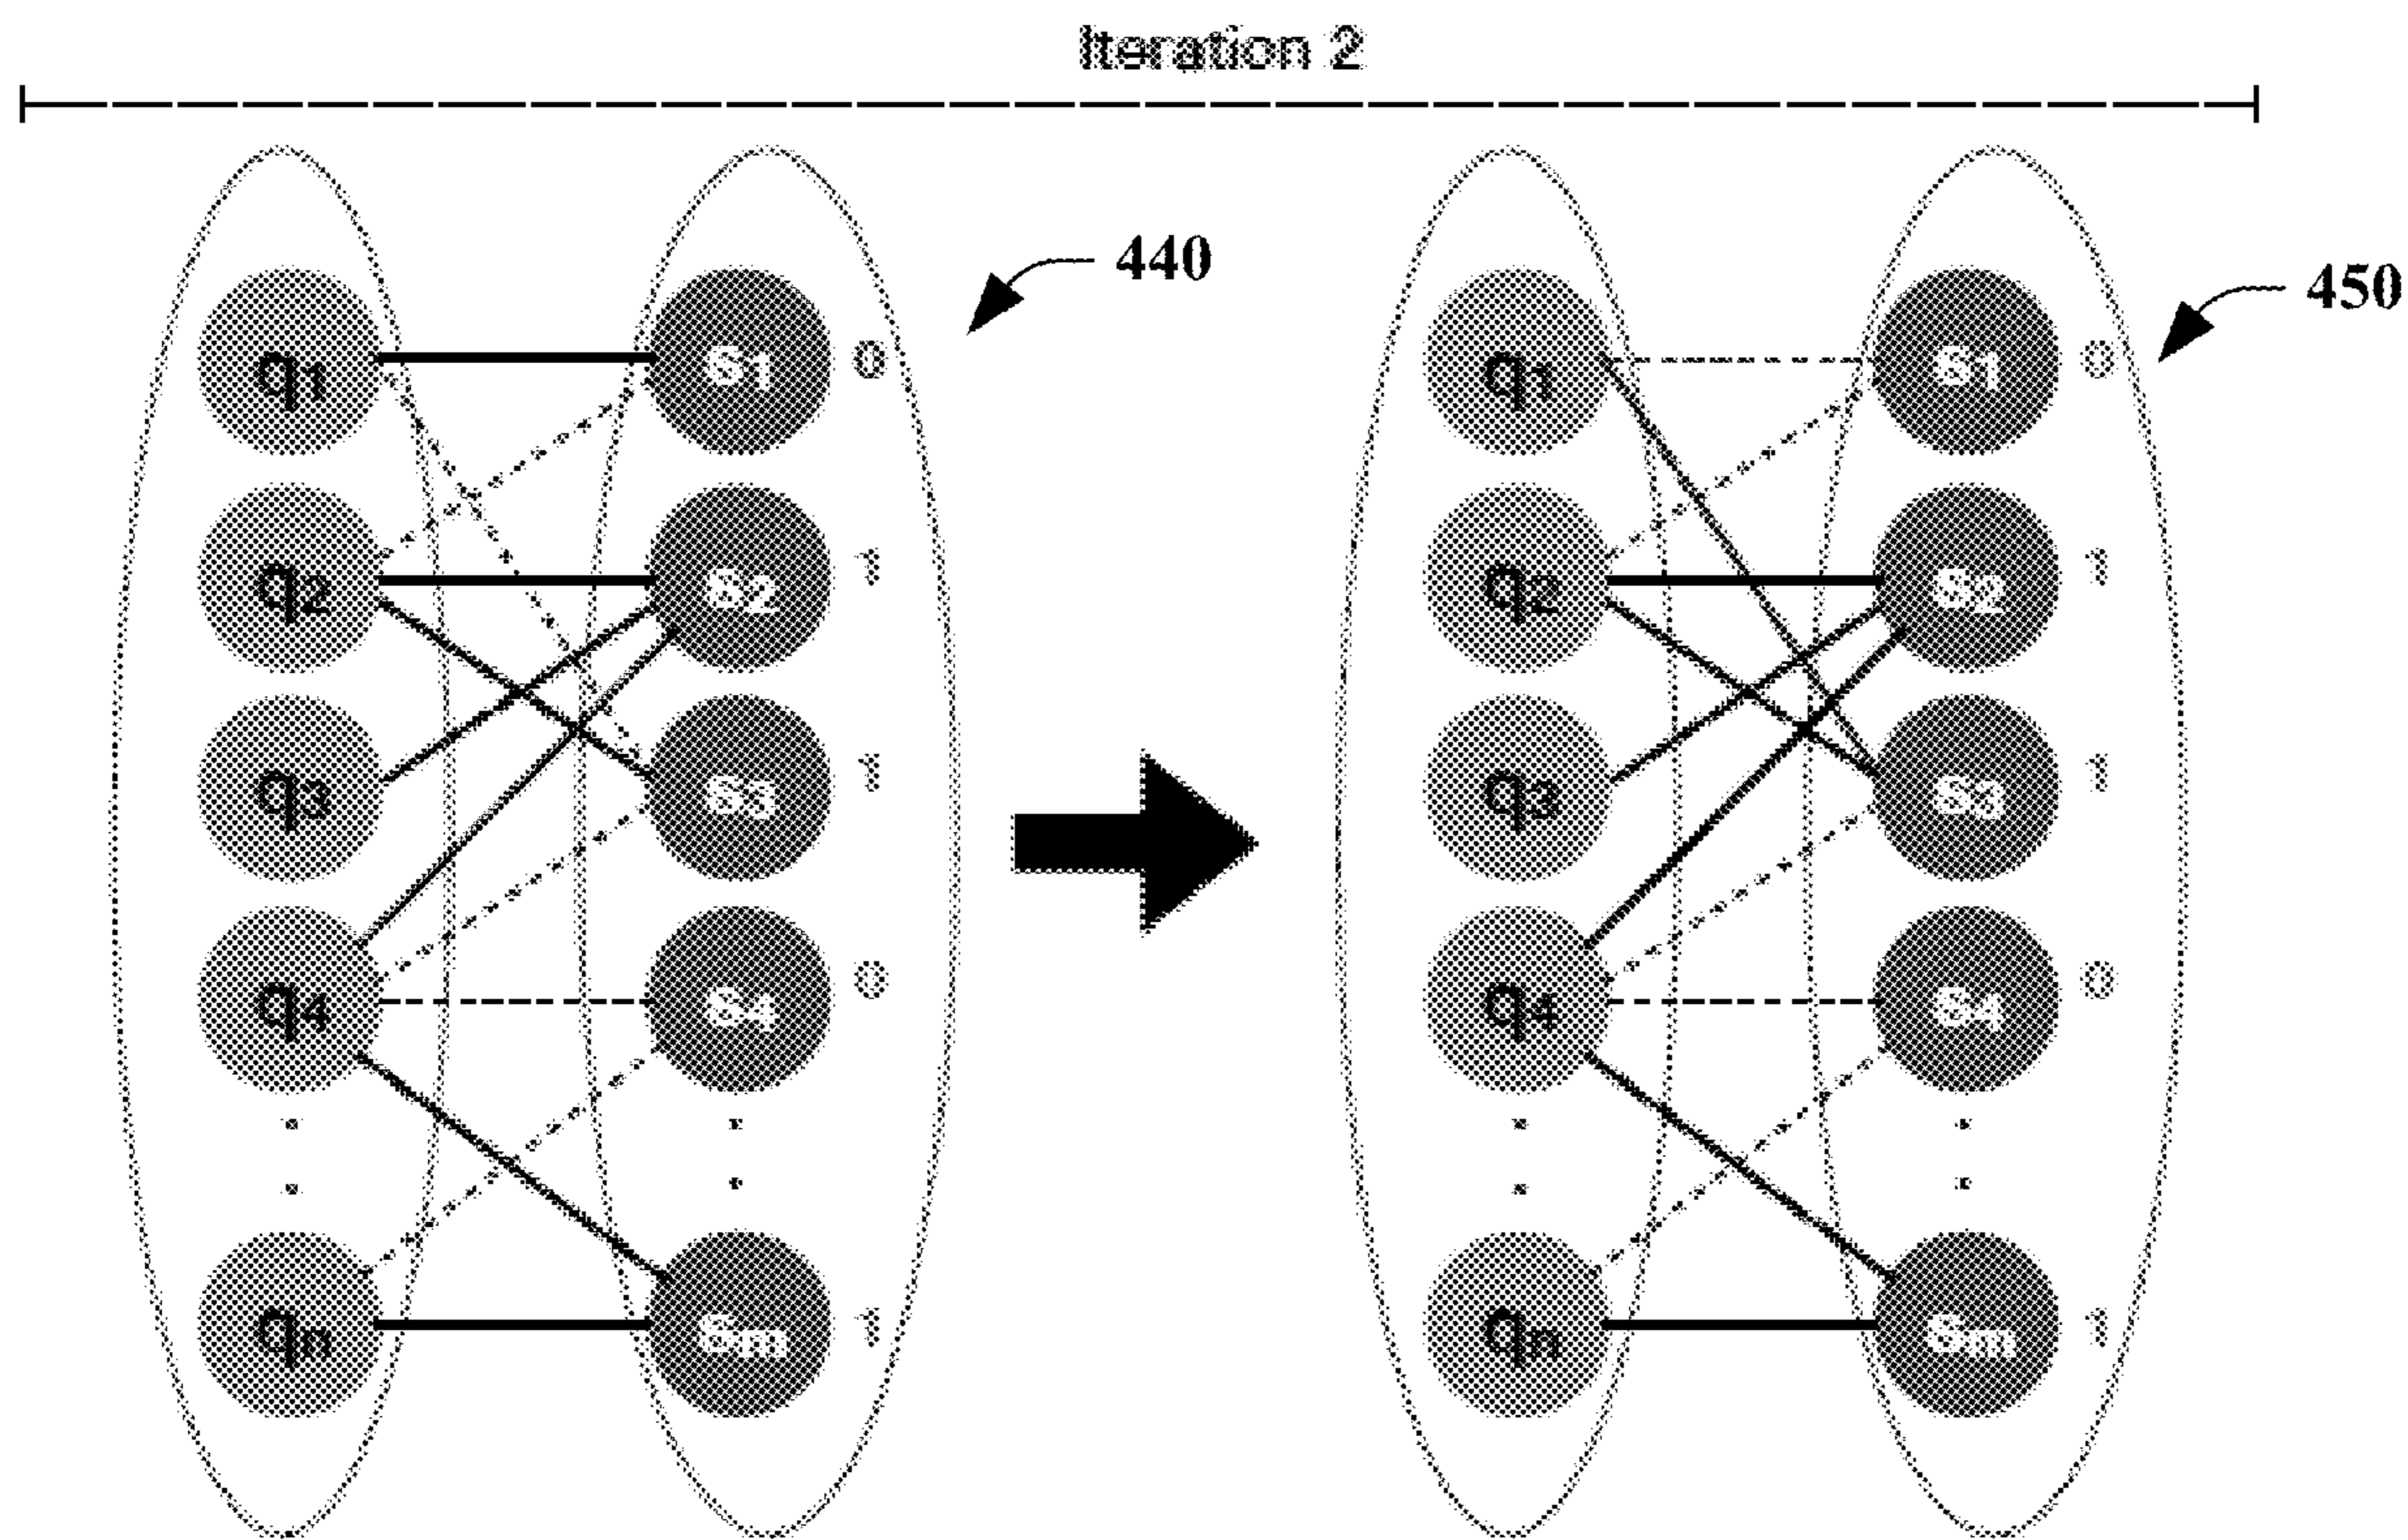 Iteration 2
440
q1 s1 0
q2 s2 1
q3 s3 1
q4 s4 0
qn sm 1
450
q1 s1 0
q2 s2 1
q3 s3 1
q4 s4 0
qn sm 1